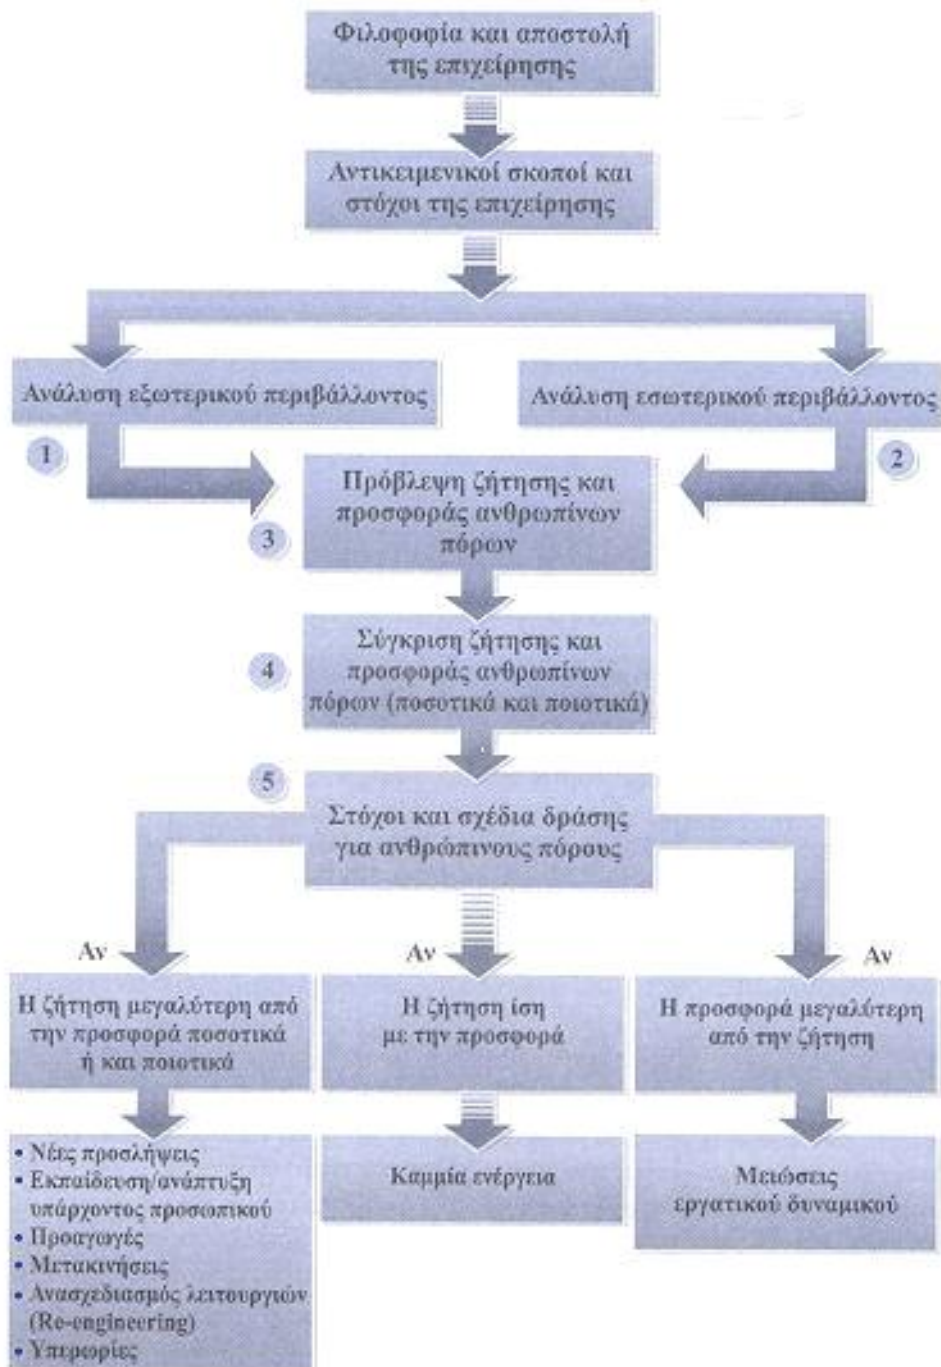 Φιλοφοφία και αποστολή
της επιχείρησης
Αντικειμενικοί σκοποί και
στόχοι της επιχείρησης
Ανάλυση εξωτερικού περιβάλλοντος
Ανάλυση εσωτερικού περιβάλλοντος
1
2
Πρόβλεψη ζήτησης και
προσφοράς ανθρωπίνων
πόρων
3
Σύγκριση ζήτησης και
προσφοράς ανθρωπίνων
πόρων (ποσοτικά και ποιοτικά)
4
5
Στόχοι και σχέδια δράσης
για ανθρώπινους πόρους
Αν
Αν
Αν
Η ζήτηση μεγαλύτερη από
την προσφορά ποσοτικά
ή και ποιοτικά
Η ζήτηση ίση
με την προσφορά
Η προσφορά μεγαλύτερη
από την ζήτηση
• Νέες προσλήψεις
• Εκπαίδευση/ανάπτυξη
υπάρχοντος προσωπικού
• Προαγωγές
• Μετακινήσεις
• Ανασχεδιασμός λειτουργιών
(Re-engineering)
• Υπερωρίες
Καμμία ενέργεια
Μειώσεις
εργατικού δυναμικού